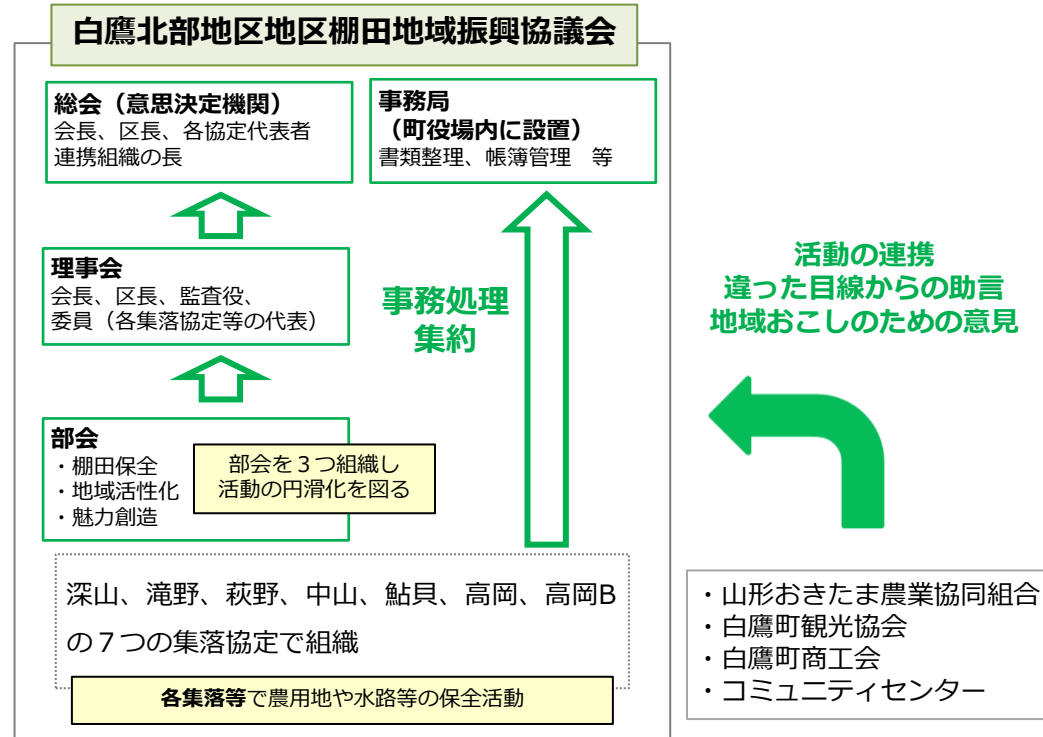 白鷹北部地区地区棚田地域振興協議会
総会（意思決定機関）
会長、区長、各協定代表者
連携組織の長
事務局
（町役場内に設置）
書類整理、帳簿管理　等
理事会
会長、区長、監査役、
委員（各集落協定等の代表）
事務処理
集約
部会
・棚田保全
・地域活性化
・魅力創造
部会を３つ組織し
活動の円滑化を図る
深山、滝野、萩野、中山、鮎貝、高岡、高岡B
の７つの集落協定で組織
各集落等で農用地や水路等の保全活動
活動の連携
違った目線からの助言
地域おこしのための意見
・山形おきたま農業協同組合
・白鷹町観光協会
・白鷹町商工会
・コミュニティセンター